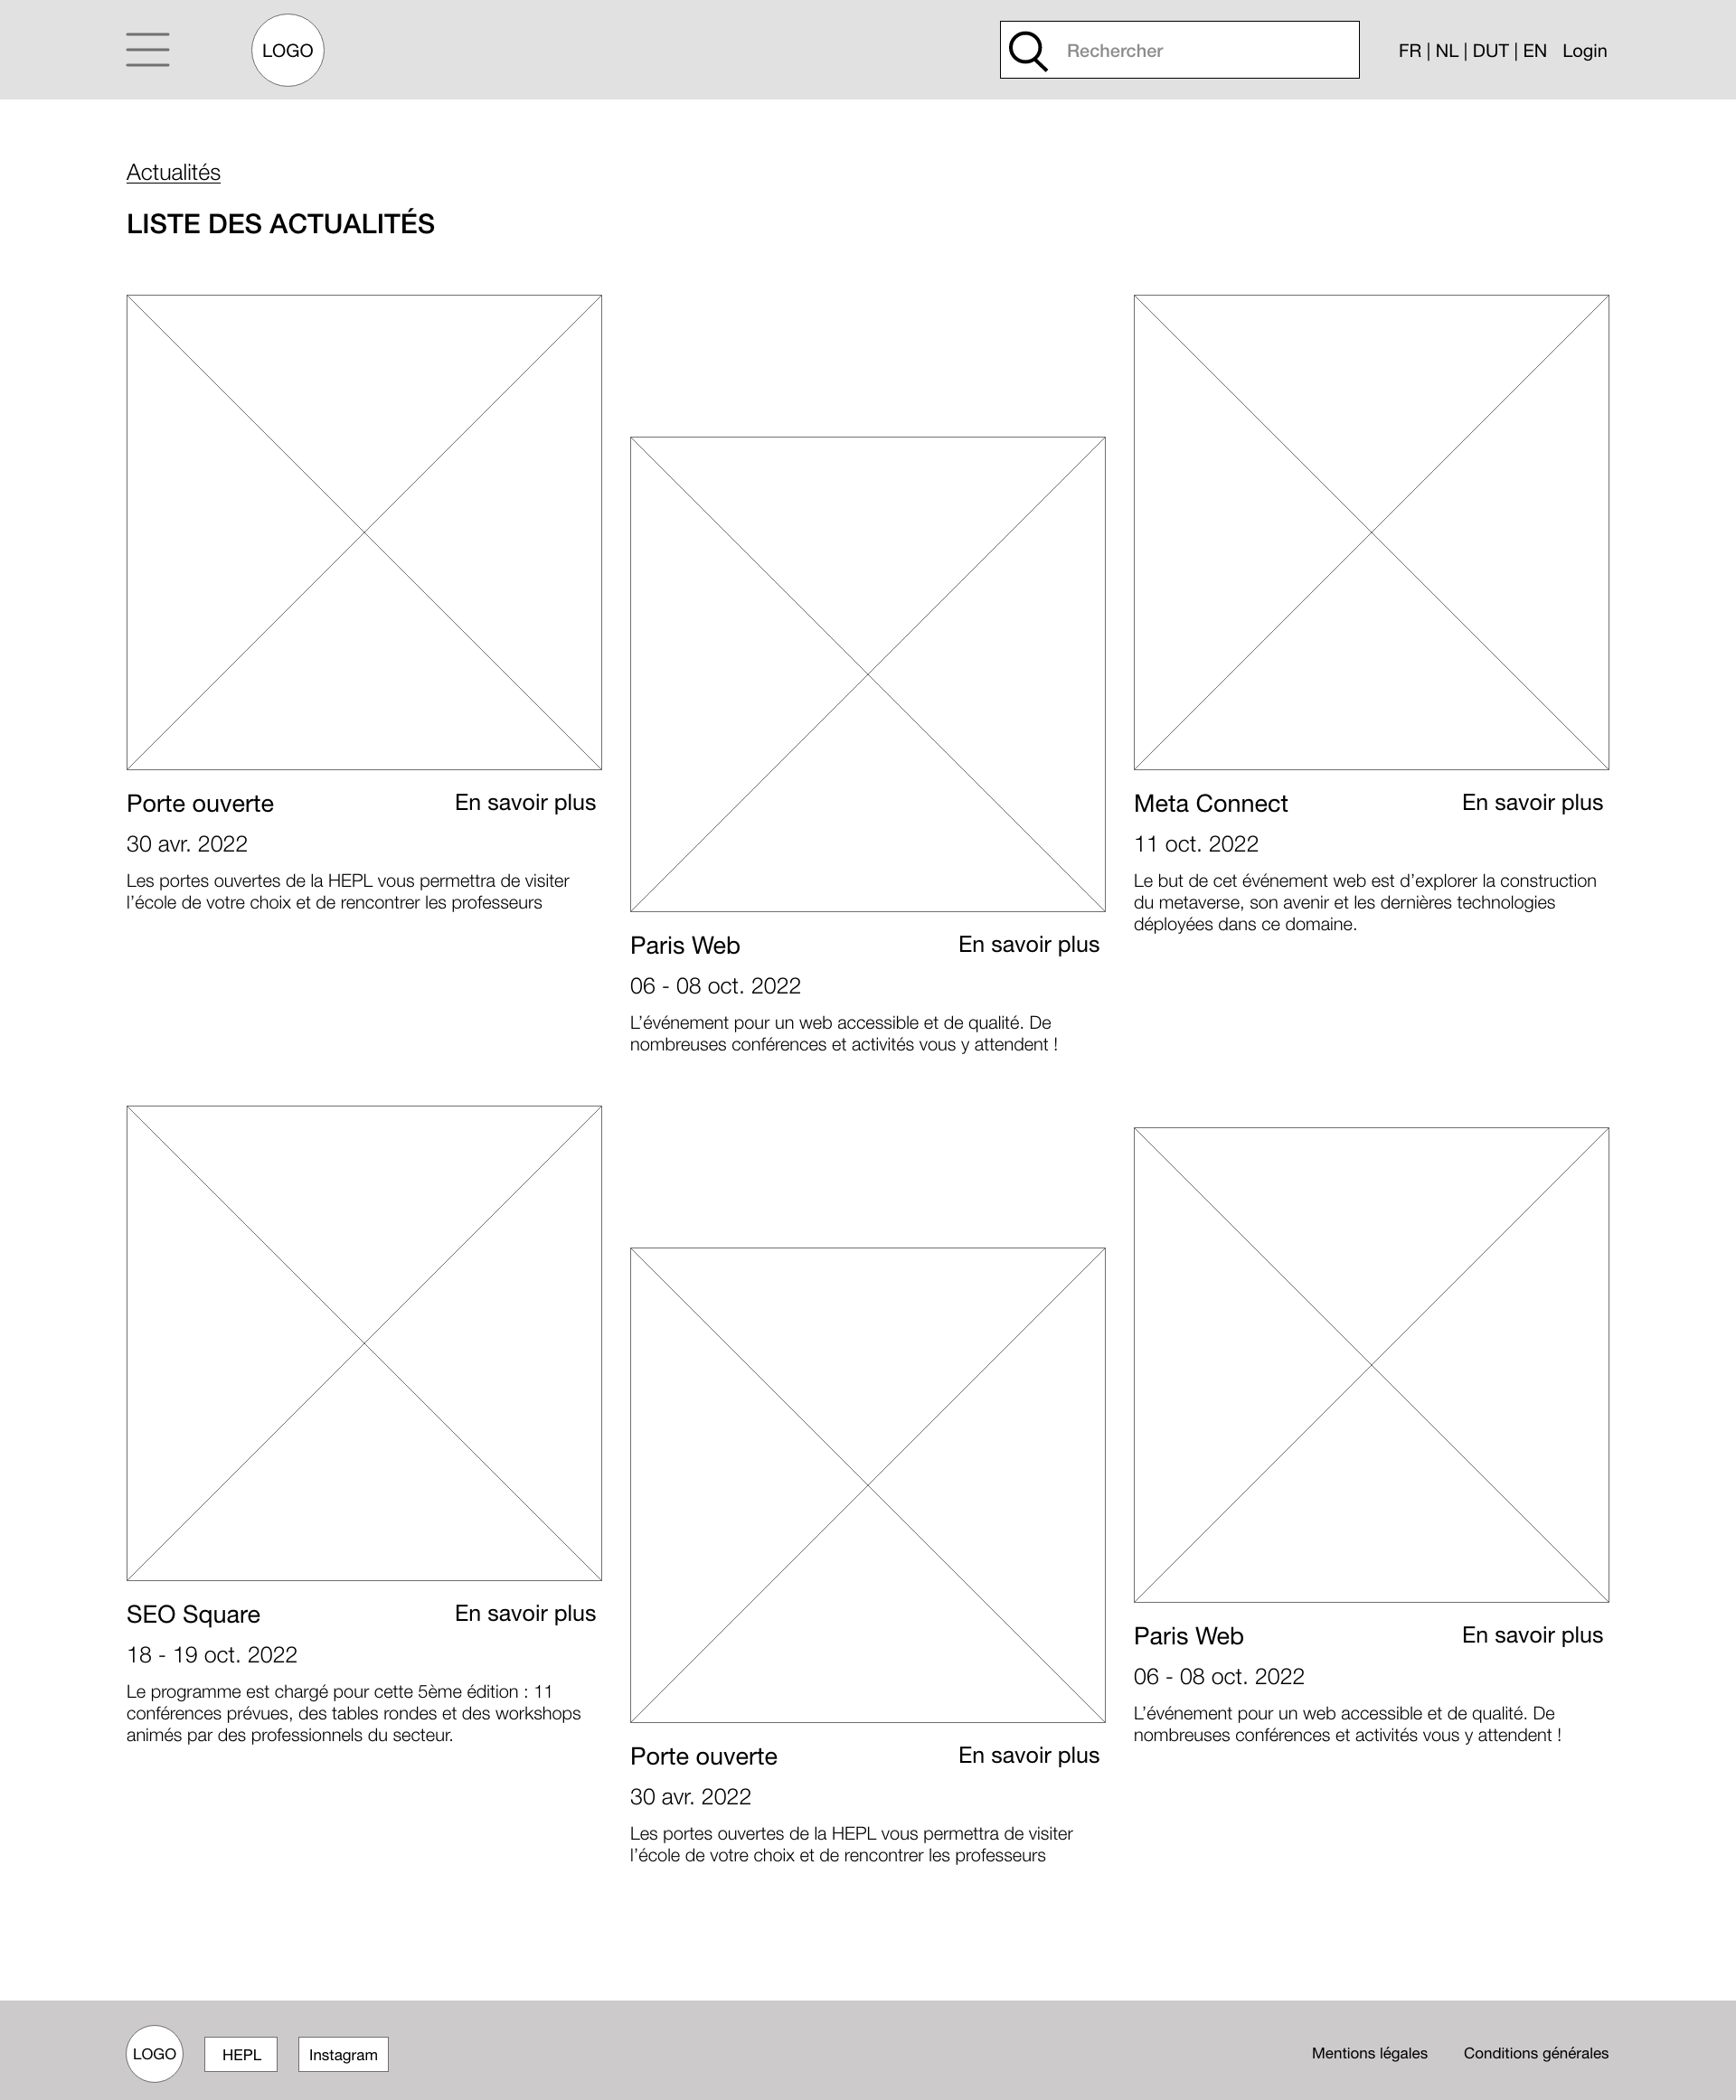 LOGO
Rechercher
FR | NL | DUT | EN
Login
Actualités
LISTE DES ACTUALITÉS
Porte ouverte
En savoir plus
30 avr. 2022
Les portes ouvertes de la HEPL vous permettra de visiter
l’école de votre choix et de rencontrer les professeurs
Paris Web
En savoir plus
06 - 08 oct. 2022
L’événement pour un web accessible et de qualité. De
nombreuses conférences et activités vous y attendent !
Meta Connect
En savoir plus
11 oct. 2022
Le but de cet événement web est d’explorer la construction
du metaverse, son avenir et les dernières technologies
déployées dans ce domaine.
SEO Square
En savoir plus
18 - 19 oct. 2022
Le programme est chargé pour cette 5ème édition : 11
conférences prévues, des tables rondes et des workshops
animés par des professionnels du secteur.
Porte ouverte
En savoir plus
30 avr. 2022
Les portes ouvertes de la HEPL vous permettra de visiter
l’école de votre choix et de rencontrer les professeurs
Paris Web
En savoir plus
06 - 08 oct. 2022
L’événement pour un web accessible et de qualité. De
nombreuses conférences et activités vous y attendent !
LOGO
HEPL
Instagram
Mentions légales
Conditions générales